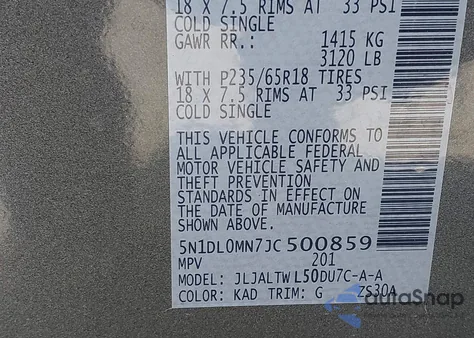 18 X 7.5 RIMS AT 33 PSI
COLD SINGLE
GAWR RR.: 1415 KG
3120 LB
WITH P235/65R18 TIRES
18 X 7.5 RIMS AT 33 PSI
COLD SINGLE
THIS VEHICLE CONFORMS TO
ALL APPLICABLE FEDERAL
MOTOR VEHICLE SAFETY AND
THEFT PREVENTION
STANDARDS IN EFFECT ON
THE DATE OF MANUFACTURE
SHOWN ABOVE.
5N1DL0MN7JC500859
MPV 201
MODEL: JLJALTWL50DU7C-A-A
COLOR: KAD TRIM: G ZS30A
autoSnap